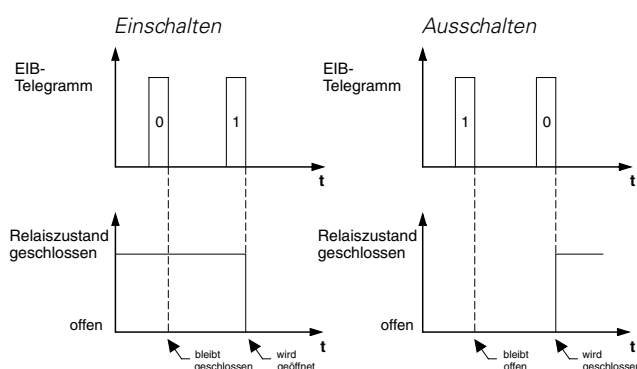 Einschalten
EIB-
Telegramm
0
1
t
Relaiszustand
geschlossen
offen
t
bleibt
geschlossen
wird
geöffnet
Ausschalten
EIB-
Telegramm
1
0
t
Relaiszustand
geschlossen
offen
t
bleibt
offen
wird
geschlossen